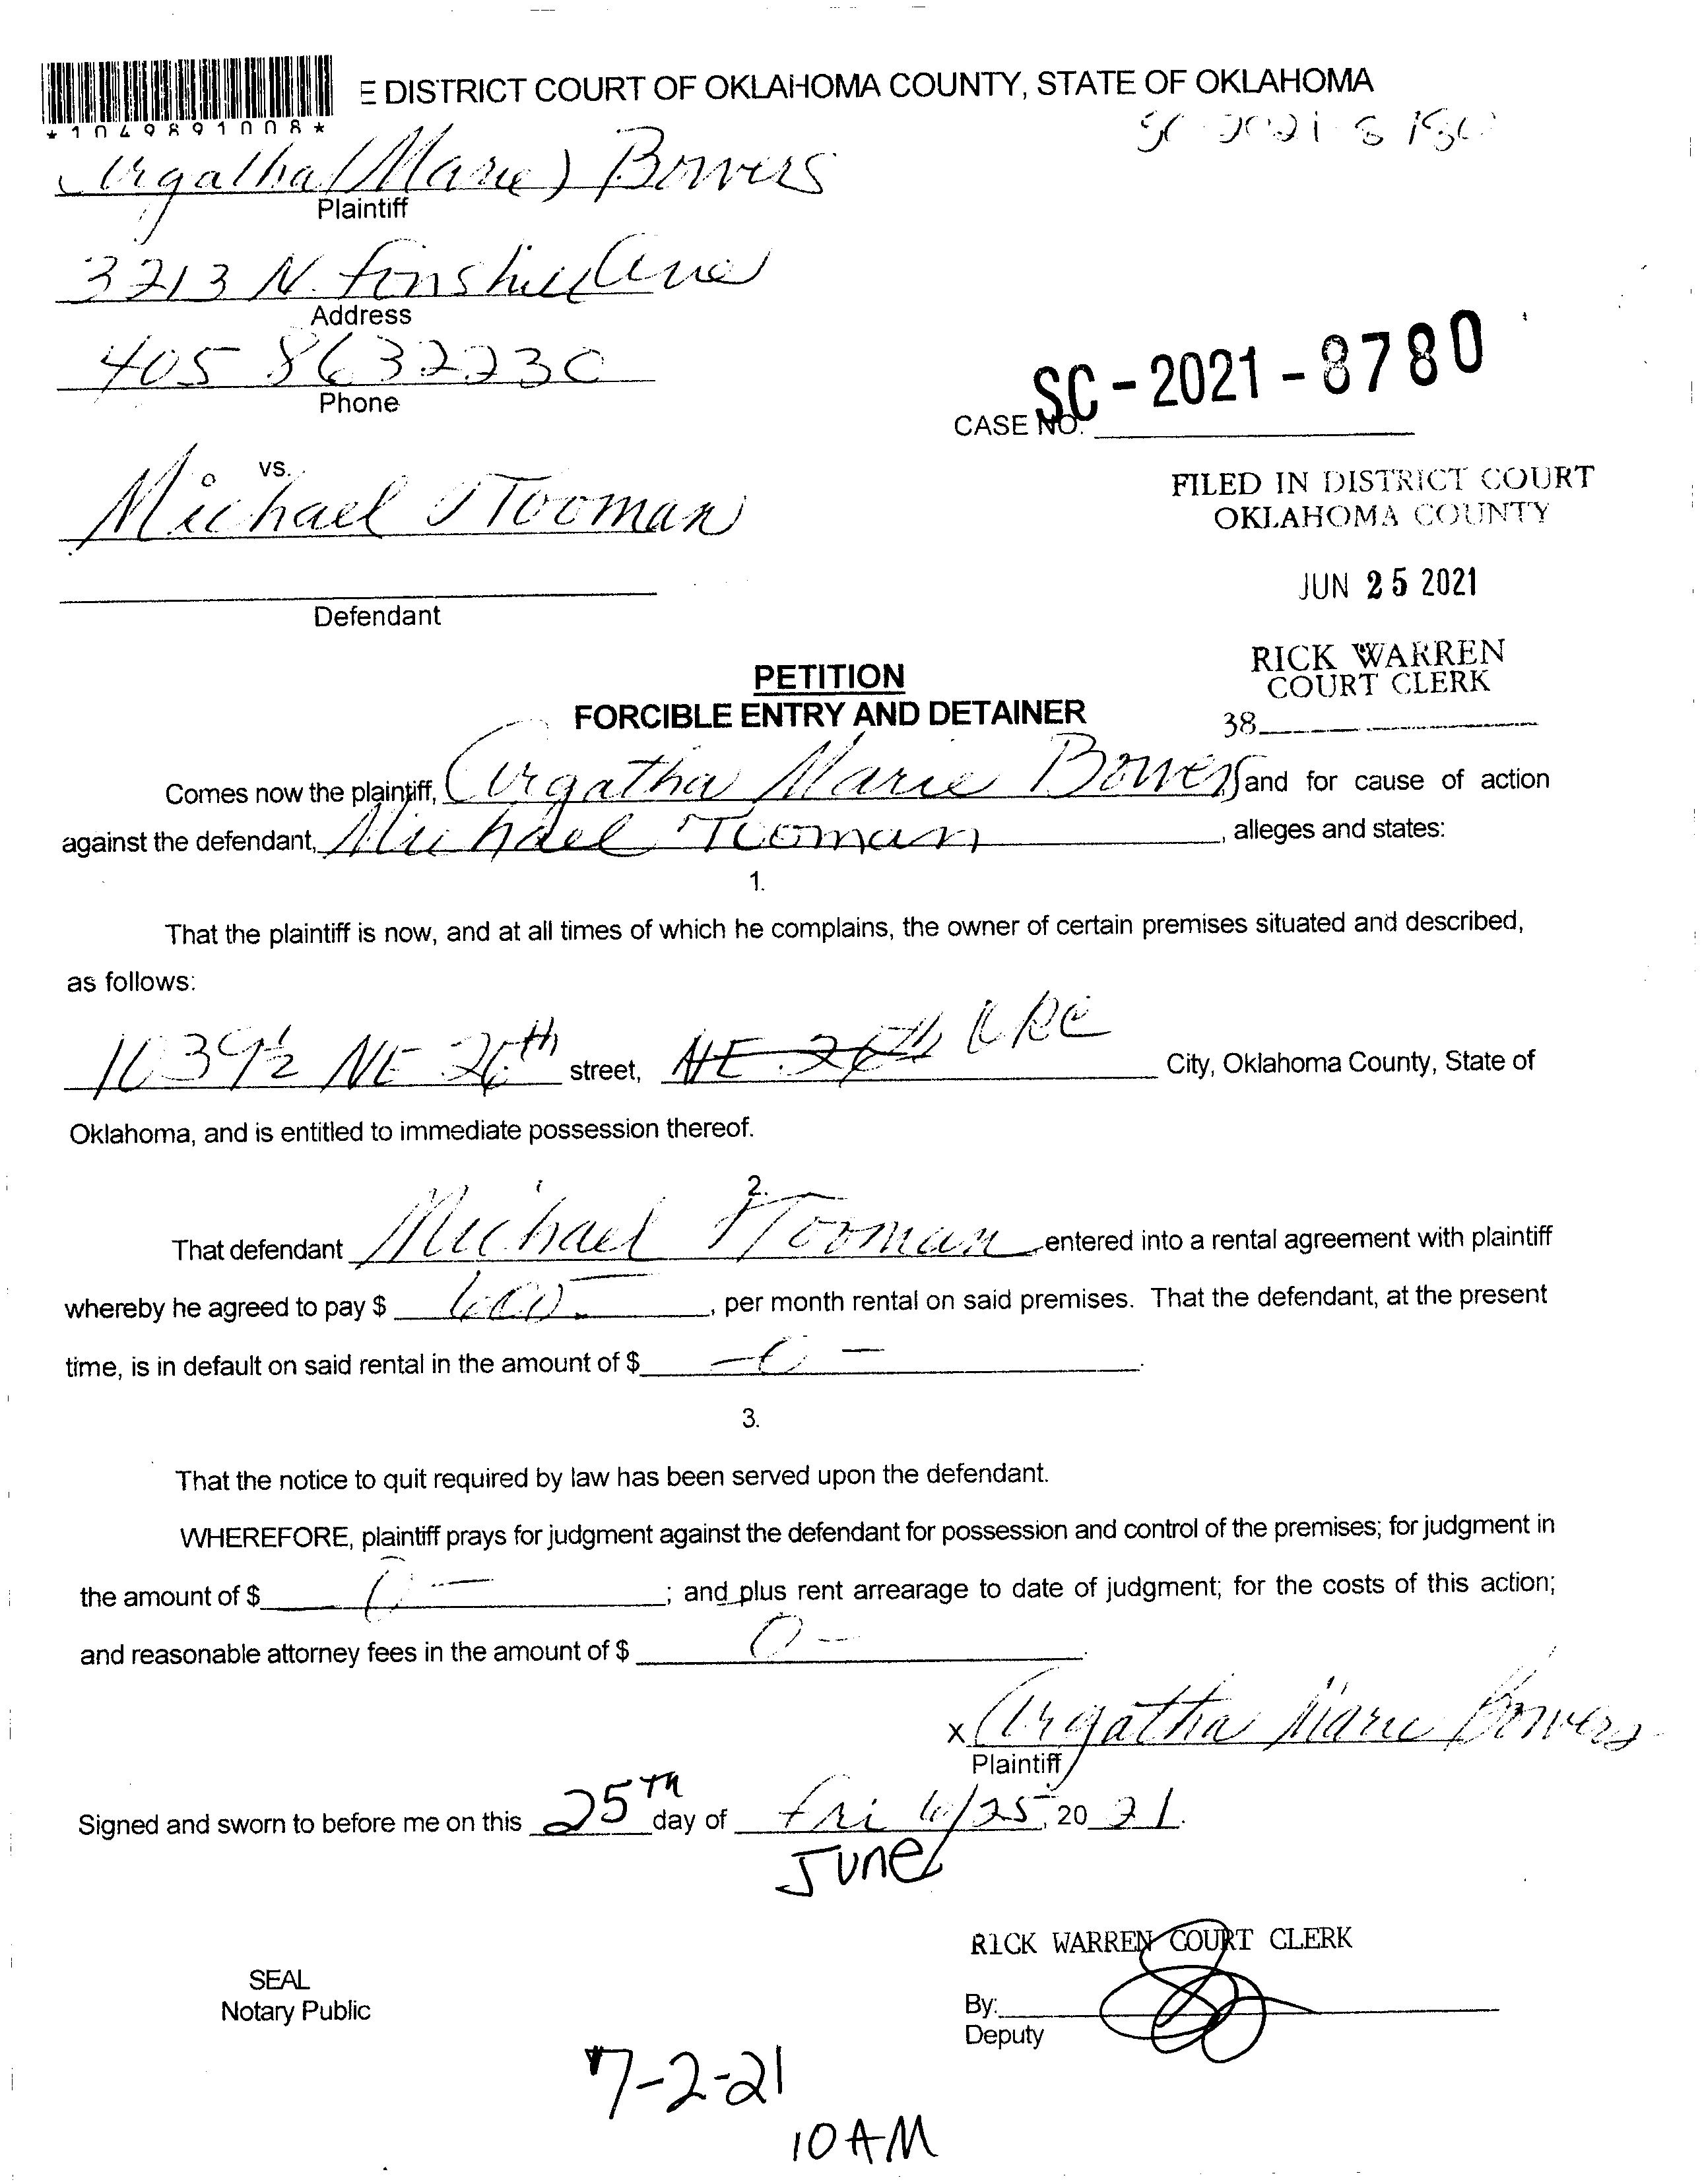 E DISTRICT COURT OF OKLAHOMA COUNTY, STATE OF OKLAHOMA
*1049891008*
SC-2021-8780
Argatha (Marie) Bowers
Plaintiff
3213 N. Ave
Address
405 8632230
Phone
CASE NO. SC-2021-8780
vs.
Michael Tooman
FILED IN DISTRICT COURT
OKLAHOMA COUNTY
JUN 25 2021
Defendant
RICK WARREN
COURT CLERK
38
PETITION
FORCIBLE ENTRY AND DETAINER
Comes now the plaintiff, Argatha Marie Bowers and for cause of action
against the defendant, Michael Tooman, alleges and states:
1.
That the plaintiff is now, and at all times of which he complains, the owner of certain premises situated and described,
as follows:
1039½ NE 26th street, NE 26th OKC City, Oklahoma County, State of
Oklahoma, and is entitled to immediate possession thereof.
2.
That defendant Michael Tooman entered into a rental agreement with plaintiff
whereby he agreed to pay $ 600.-, per month rental on said premises. That the defendant, at the present
time, is in default on said rental in the amount of $ -0-.
3.
That the notice to quit required by law has been served upon the defendant.
WHEREFORE, plaintiff prays for judgment against the defendant for possession and control of the premises; for judgment in
the amount of $ 0-; and plus rent arrearage to date of judgment; for the costs of this action;
and reasonable attorney fees in the amount of $ 0-.
x Argatha Marie Bowers
Plaintiff
Signed and sworn to before me on this 25TH day of Fri 6/25, 2021.
June
RICK WARREN COURT CLERK
SEAL
Notary Public
By:
Deputy
7-2-21
10 AM